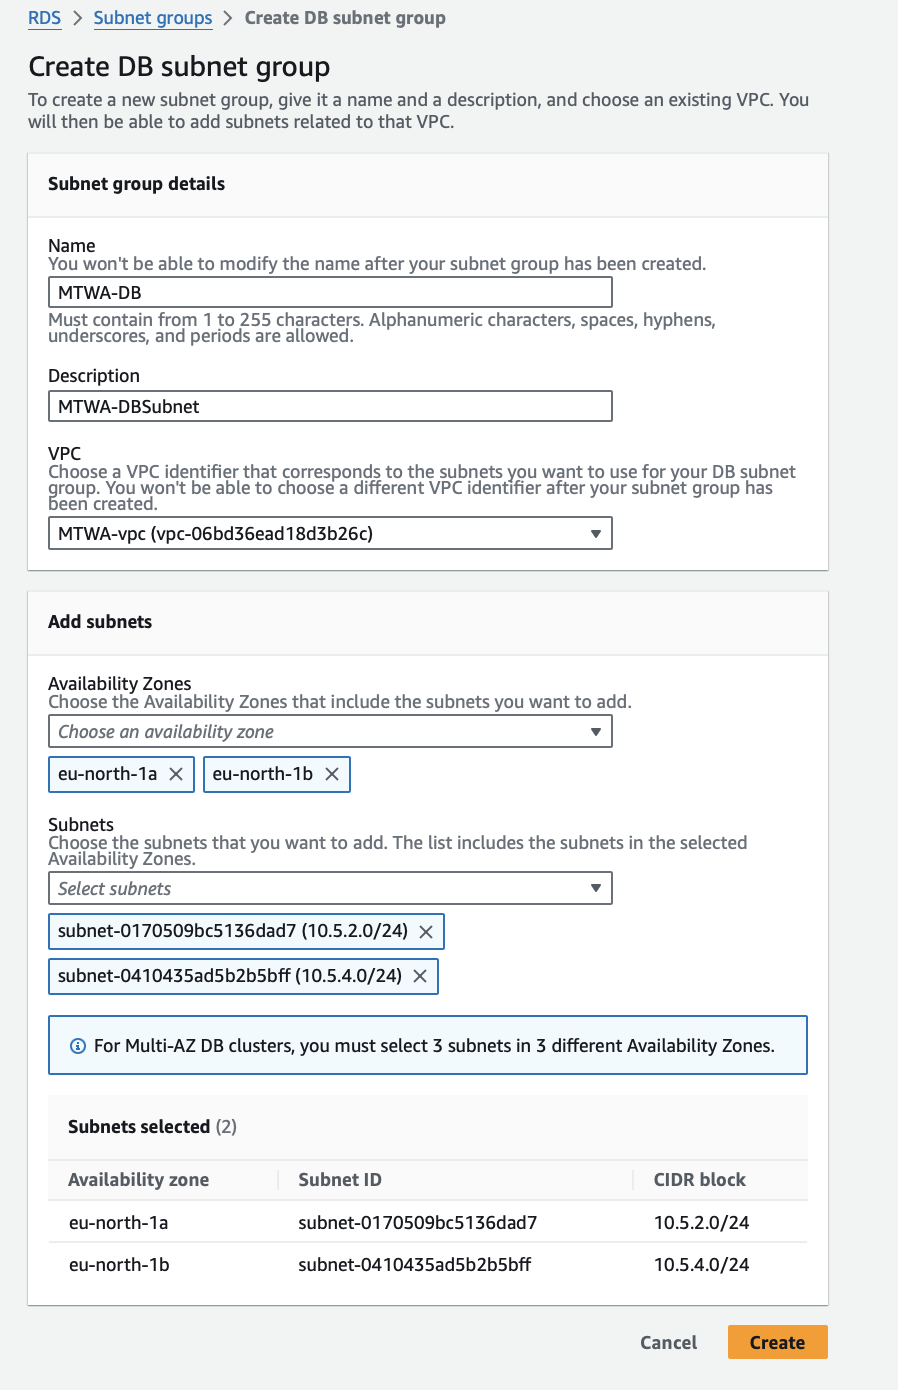 RDS > Subnet groups > Create DB subnet group
Create DB subnet group
To create a new subnet group, give it a name and a description, and choose an existing VPC. You
will then be able to add subnets related to that VPC.
Subnet group details
Name
You won't be able to modify the name after your subnet group has been created.
MTWA-DB
Must contain from 1 to 255 characters. Alphanumeric characters, spaces, hyphens,
underscores, and periods are allowed.
Description
MTWA-DBSubnet
VPC
Choose a VPC identifier that corresponds to the subnets you want to use for your DB subnet
group. You won't be able to choose a different VPC identifier after your subnet group has
been created.
MTWA-vpc (vpc-06bd36ead18d3b26c)
Add subnets
Availability Zones
Choose the Availability Zones that include the subnets you want to add.
Choose an availability zone
eu-north-1a eu-north-1b
Subnets
Choose the subnets that you want to add. The list includes the subnets in the selected
Availability Zones.
Select subnets
subnet-0170509bc5136dad7 (10.5.2.0/24)
subnet-0410435ad5b2b5bff (10.5.4.0/24)
For Multi-AZ DB clusters, you must select 3 subnets in 3 different Availability Zones.
Subnets selected (2)
Availability zone Subnet ID CIDR block
eu-north-1a subnet-0170509bc5136dad7 10.5.2.0/24
eu-north-1b subnet-0410435ad5b2b5bff 10.5.4.0/24
Cancel Create